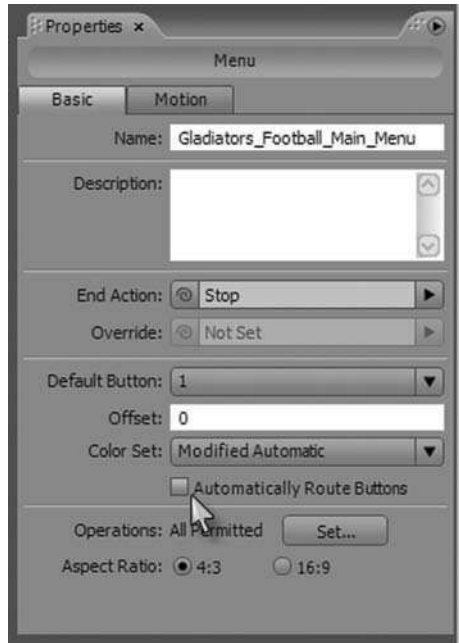 Properties x
Menu
Basic Motion
Name: Gladiators_Football_Main_Menu
Description:
End Action: Stop
Override: Not Set
Default Button: 1
Offset: 0
Color Set: Modified Automatic
Automatically Route Buttons
Operations: All Permitted Set...
Aspect Ratio: 4:3 16:9